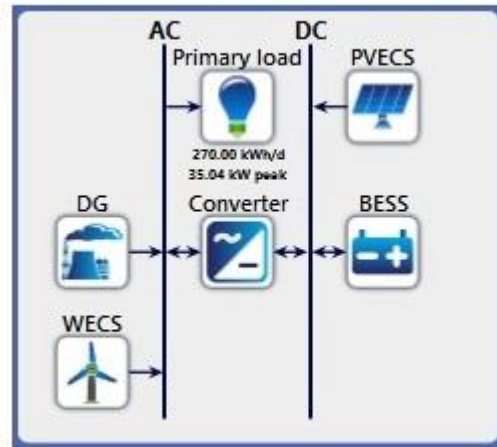 AC DC
Primary load PVECS
270.00 kWh/d
35.04 kW peak
DG Converter BESS
WECS